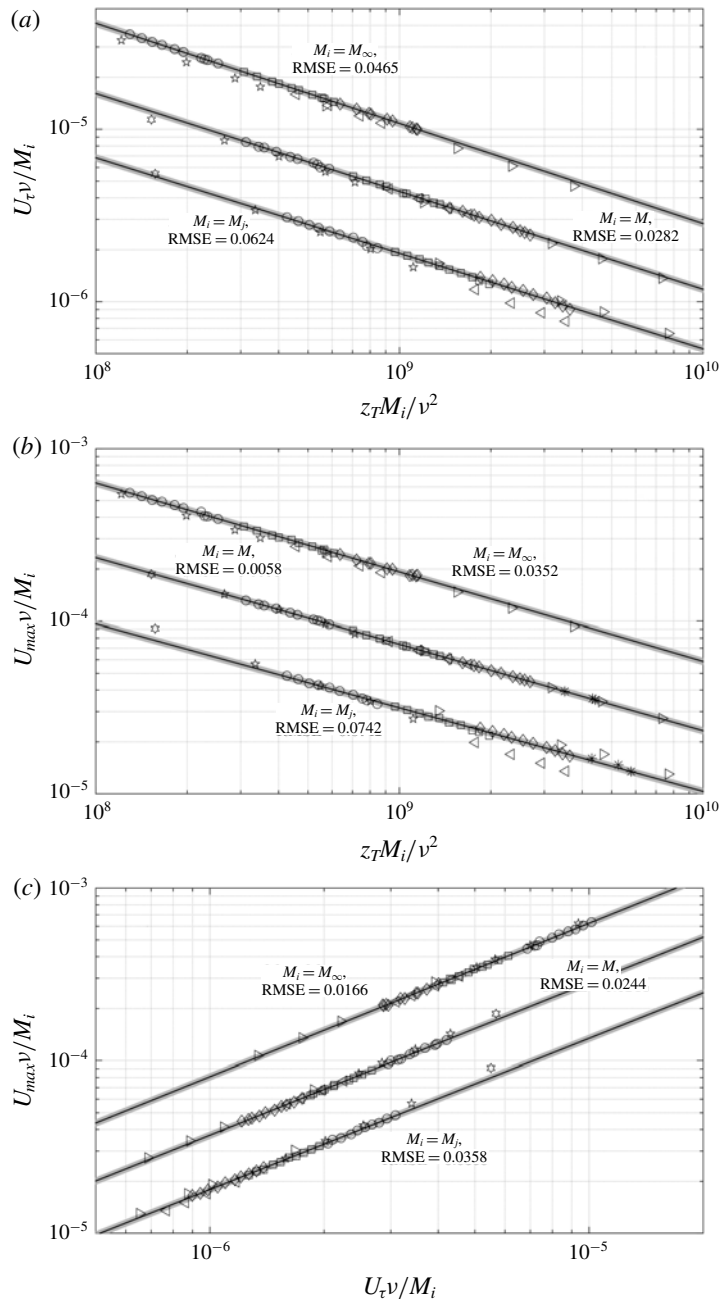 (a)
M_i = M_∞,
RMSE = 0.0465
10^{-5}
U_τν/M_i
M_i = M_j,
RMSE = 0.0624
M_i = M,
RMSE = 0.0282
10^{-6}
10^8
10^9
10^{10}
z_T M_i/ν^2
(b)
10^{-3}
M_i = M,
RMSE = 0.0058
M_i = M_∞,
RMSE = 0.0352
10^{-4}
U_{max}ν/M_i
M_i = M_j,
RMSE = 0.0742
10^{-5}
10^8
10^9
10^{10}
z_T M_i/ν^2
(c)
10^{-3}
M_i = M_∞,
RMSE = 0.0166
M_i = M,
RMSE = 0.0244
10^{-4}
U_{max}ν/M_i
M_i = M_j,
RMSE = 0.0358
10^{-5}
10^{-6}
10^{-5}
U_τν/M_i